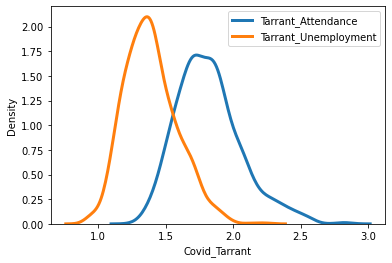 Tarrant_Attendance
Tarrant_Unemployment
2.00
1.75
1.50
1.25
1.00
0.75
0.50
0.25
0.00
Density
1.0 1.5 2.0 2.5 3.0
Covid_Tarrant